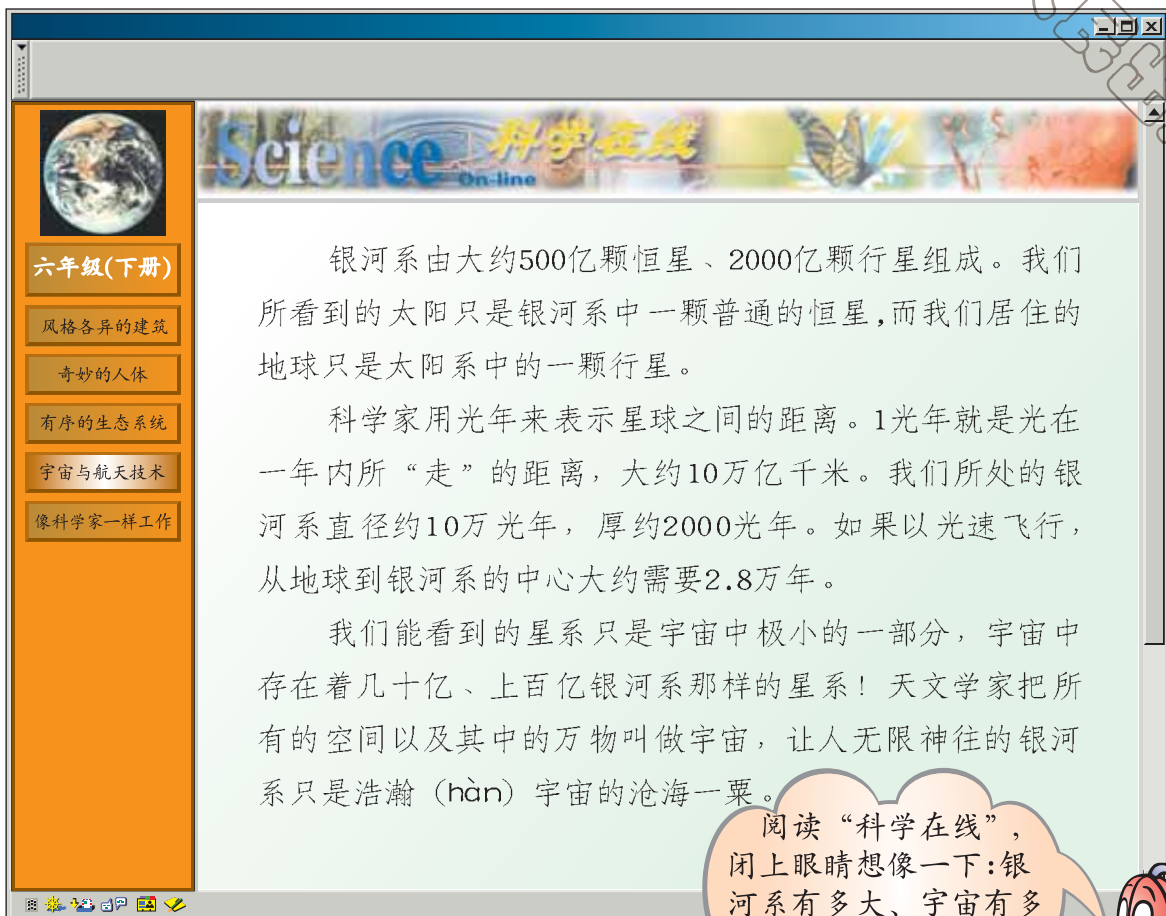 Science 科学在线
On-line
六年级(下册)
风格各异的建筑
奇妙的人体
有序的生态系统
宇宙与航天技术
像科学家一样工作
银河系由大约500亿颗恒星、2000亿颗行星组成。我们
所看到的太阳只是银河系中一颗普通的恒星,而我们居住的
地球只是太阳系中的一颗行星。
科学家用光年来表示星球之间的距离。1光年就是光在
一年内所“走”的距离，大约10万亿千米。我们所处的银
河系直径约10万光年，厚约2000光年。如果以光速飞行，
从地球到银河系的中心大约需要2.8万年。
我们能看到的星系只是宇宙中极小的一部分，宇宙中
存在着几十亿、上百亿银河系那样的星系！天文学家把所
有的空间以及其中的万物叫做宇宙，让人无限神往的银河
系只是浩瀚（hàn）宇宙的沧海一粟。
阅读“科学在线”，
闭上眼睛想像一下:银
河系有多大、宇宙有多